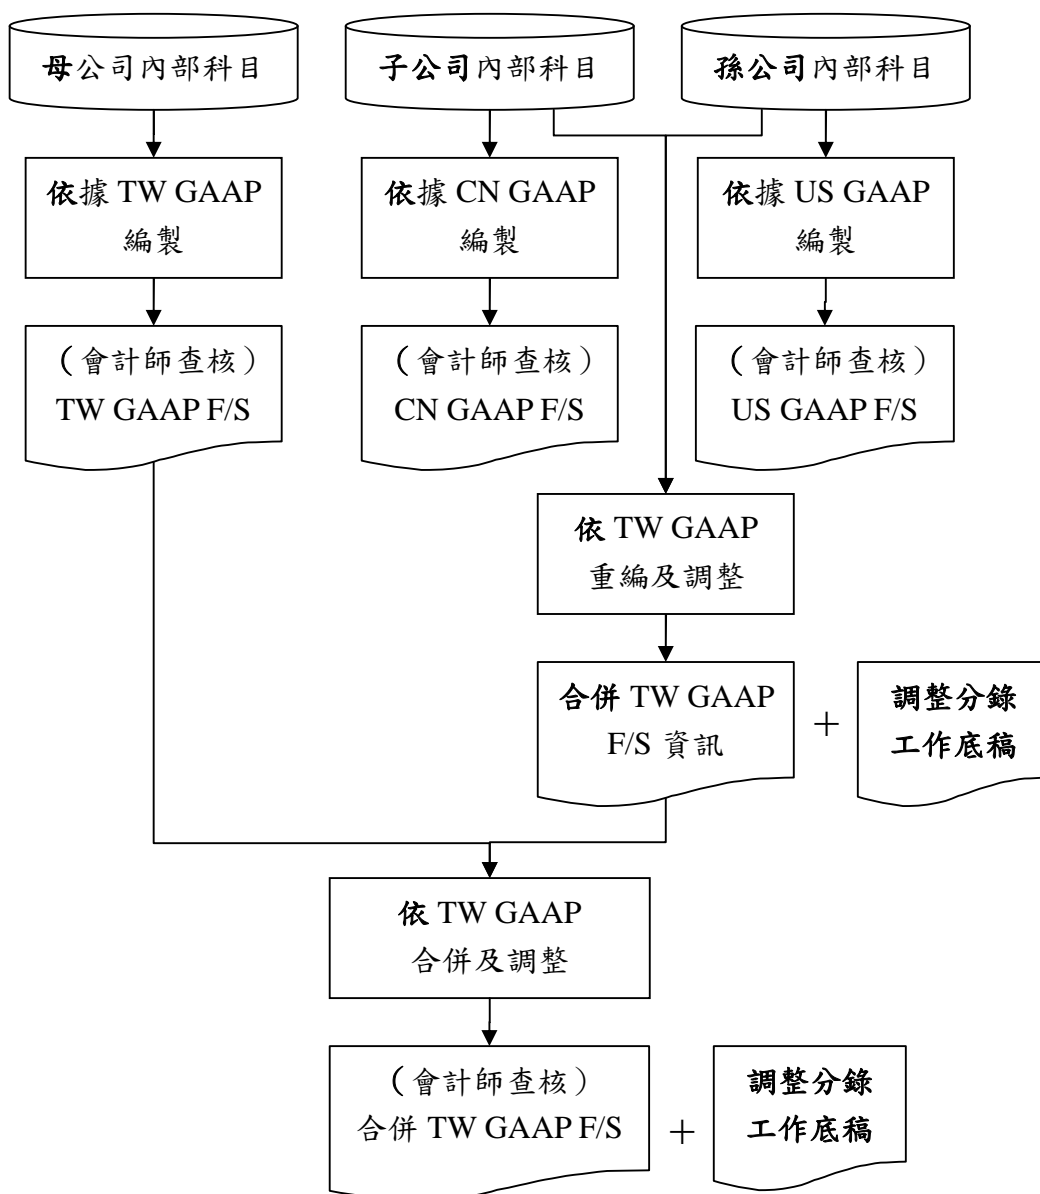 母公司內部科目
子公司內部科目
孫公司內部科目
依據 TW GAAP
編製
依據 CN GAAP
編製
依據 US GAAP
編製
（會計師查核）
TW GAAP F/S
（會計師查核）
CN GAAP F/S
（會計師查核）
US GAAP F/S
依 TW GAAP
重編及調整
合併 TW GAAP
F/S 資訊
+
調整分錄
工作底稿
依 TW GAAP
合併及調整
（會計師查核）
合併 TW GAAP F/S
+
調整分錄
工作底稿